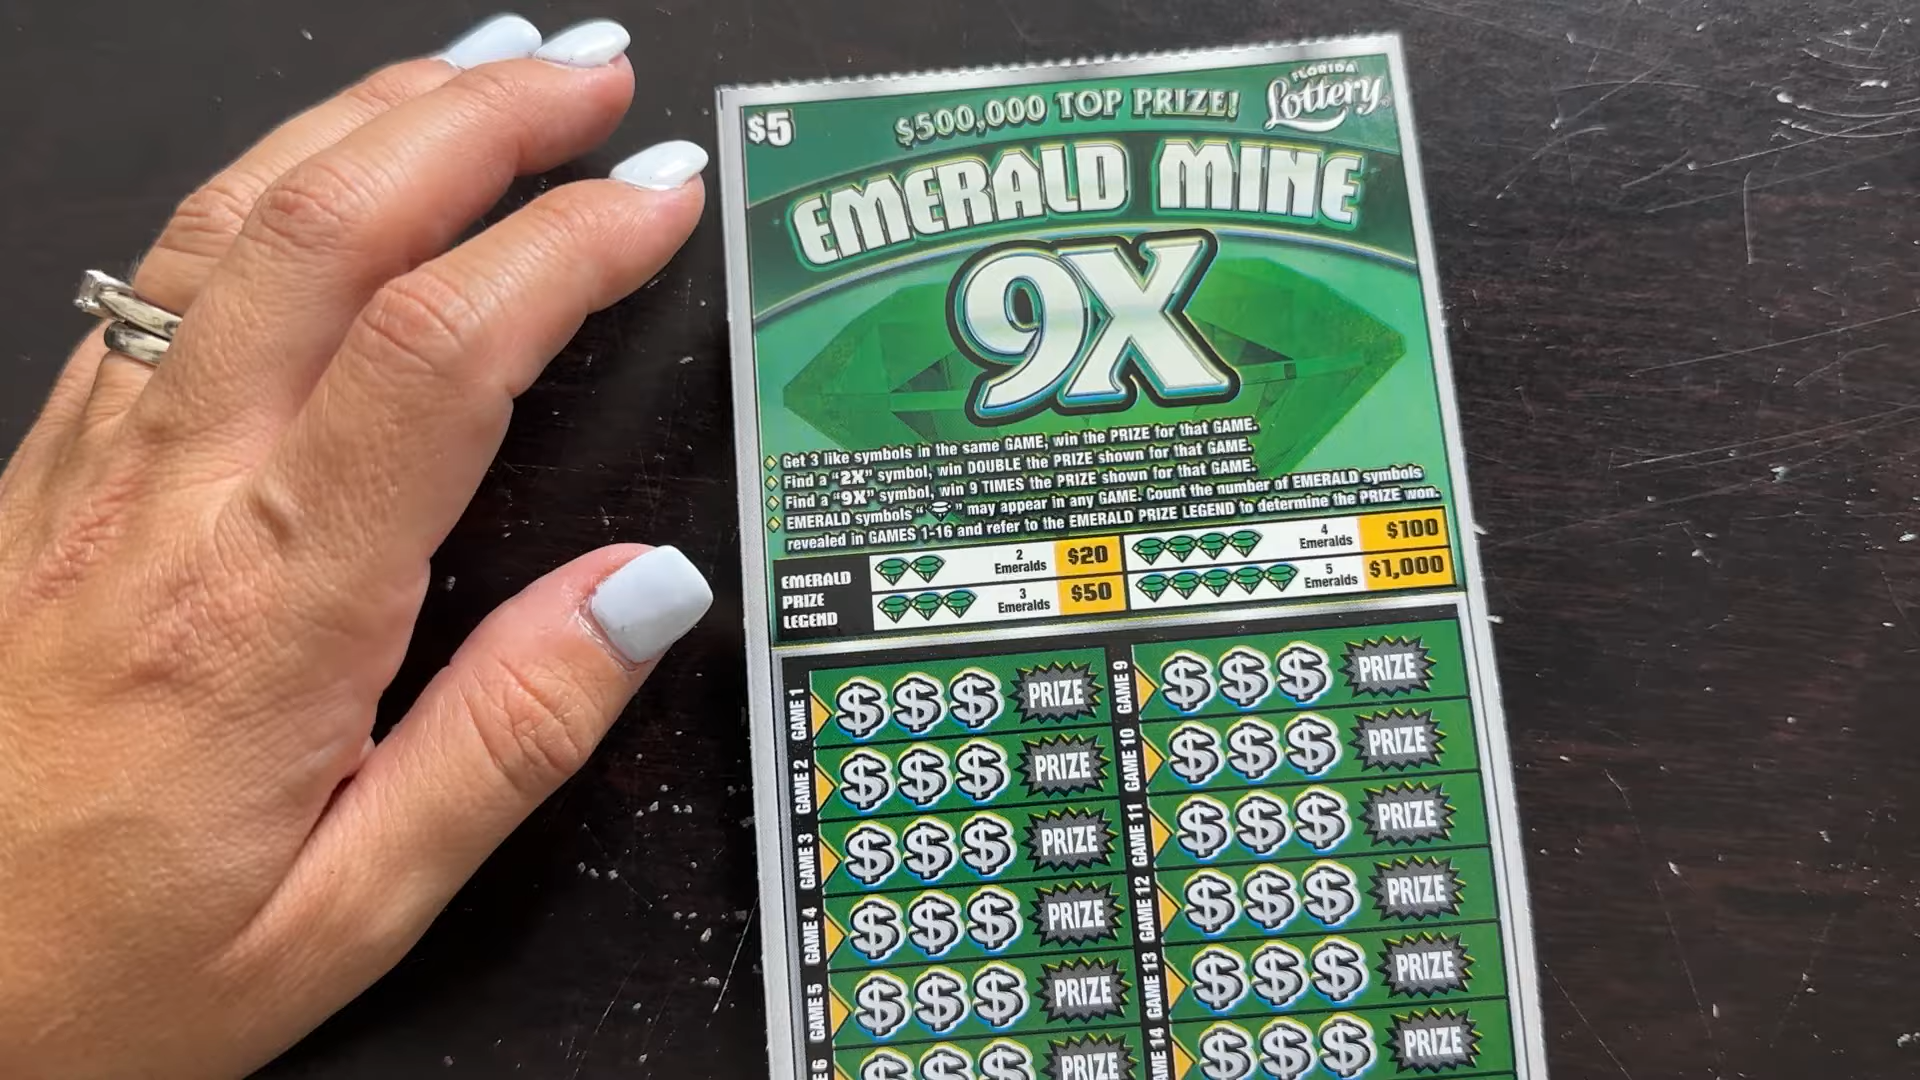 $5
$500,000 TOP PRIZE!
FLORIDA
Lottery
EMERALD MINE
9X
Get 3 like symbols in the same GAME, win the PRIZE for that GAME.
Find a "2X" symbol, win DOUBLE the PRIZE shown for that GAME.
Find a "9X" symbol, win 9 TIMES the PRIZE shown for that GAME.
EMERALD symbols " " may appear in any GAME. Count the number of EMERALD symbols
revealed in GAMES 1-16 and refer to the EMERALD PRIZE LEGEND to determine the PRIZE won.
EMERALD
PRIZE
LEGEND
2
Emeralds
$20
3
Emeralds
$50
4
Emeralds
$100
5
Emeralds
$1,000
GAME 1 $ $ $ PRIZE
GAME 2 $ $ $ PRIZE
GAME 3 $ $ $ PRIZE
GAME 4 $ $ $ PRIZE
GAME 5 $ $ $ PRIZE
6 $ $ $ PRIZE
GAME 9 $ $ $ PRIZE
GAME 10 $ $ $ PRIZE
GAME 11 $ $ $ PRIZE
GAME 12 $ $ $ PRIZE
GAME 13 $ $ $ PRIZE
GAME 14 $ $ $ PRIZE